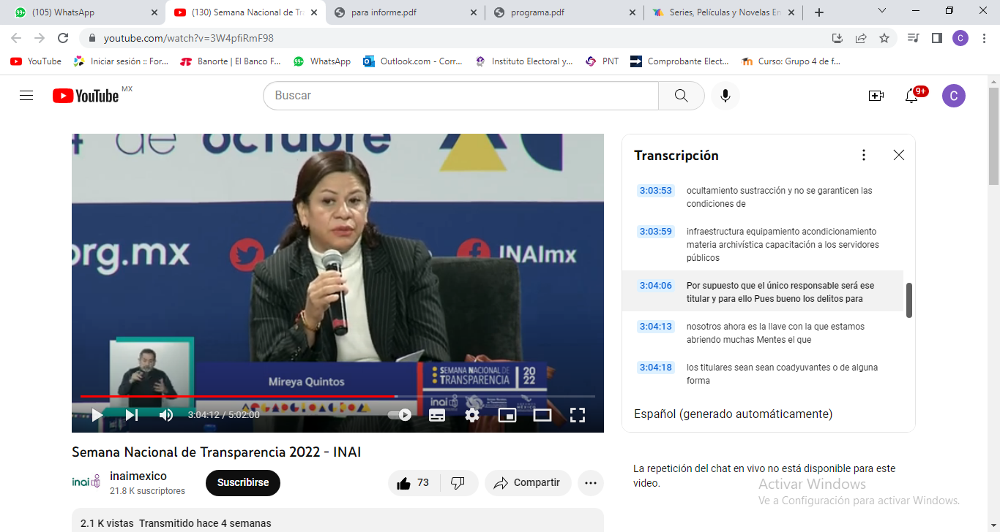 (105) WhatsApp
(130) Semana Nacional de Tra
para informe.pdf
programa.pdf
Series, Películas y Novelas En
youtube.com/watch?v=3W4pfiRmF98
YouTube
Iniciar sesión :: For...
Banorte | El Banco F...
WhatsApp
Outlook.com - Corr...
Instituto Electoral y...
PNT
Comprobante Elect...
Curso: Grupo 4 de f...
YouTube MX
Buscar
9+
C
4 de octubre
org.mx
INAImx
Mireya Quintos
SEMANA NACIONAL DE
TRANSPARENCIA
20
22
inai
3:04:12 / 5:02:00
Transcripción
3:03:53
ocultamiento sustracción y no se garanticen las
condiciones de
3:03:59
infraestructura equipamiento acondicionamiento
materia archivística capacitación a los servidores
públicos
3:04:06
Por supuesto que el único responsable será ese
titular y para ello Pues bueno los delitos para
3:04:13
nosotros ahora es la llave con la que estamos
abriendo muchas Mentes el que
3:04:18
los titulares sean sean coadyuvantes o de alguna
forma
Español (generado automáticamente)
Semana Nacional de Transparencia 2022 - INAI
inai
inaimexico
21.8 K suscriptores
Suscribirse
73
Compartir
La repetición del chat en vivo no está disponible para este
video.
Activar Windows
Ve a Configuración para activar Windows.
2.1 K vistas Transmitido hace 4 semanas